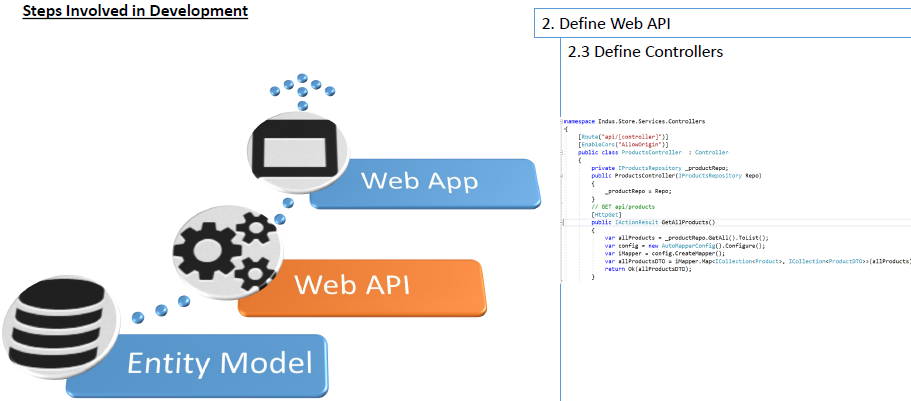 Steps Involved in Development
2. Define Web API
2.3 Define Controllers
Web App
Web API
Entity Model
namespace Indus.Store.Services.Controllers
{
[Route("api/[controller]")]
[EnableCors("AllowOrigin")]
public class ProductsController : Controller
{
private IProductsRepository _productRepo;
public ProductsController(IProductsRepository Repo)
{
_productRepo = Repo;
}
// GET api/products
[HttpGet]
public IActionResult GetAllProducts()
{
var allProducts = _productRepo.GetAll().ToList();
var config = new AutoMapperConfig().Configure();
var iMapper = config.CreateMapper();
var allProductsDTO = iMapper.Map<ICollection<Product>, ICollection<ProductDTO>>(allProducts)
return Ok(allProductsDTO);
}